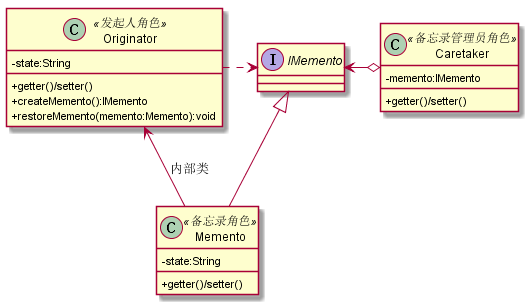 C «发起人角色»
Originator
-state:String
+getter()/setter()
+createMemento():IMemento
+restoreMemento(memento:Memento):void
I IMemento
C «备忘录管理员角色»
Caretaker
-memento:IMemento
+getter()/setter()
内部类
C «备忘录角色»
Memento
-state:String
+getter()/setter()